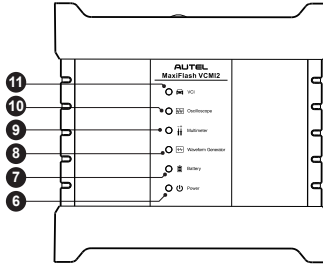 AUTEL
MaxiFlash VCMI2
11
VCI
10
Oscilloscope
9
Multimeter
8
Waveform Generator
7
Battery
6
Power